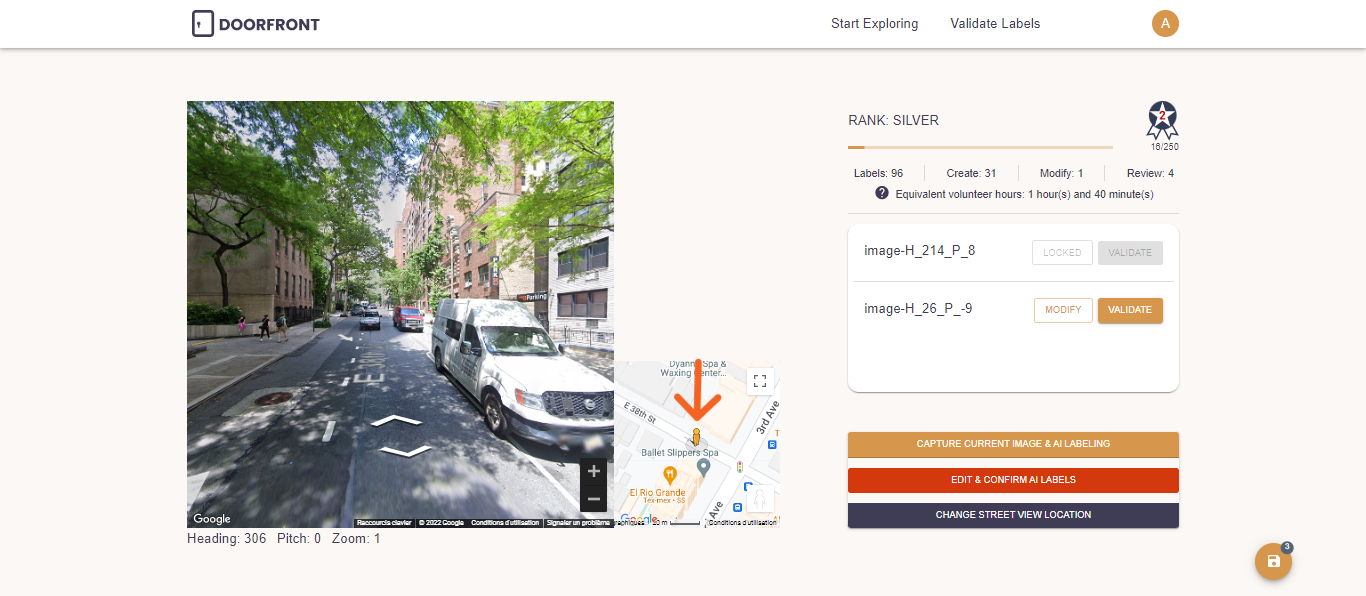 DOORFRONT
Start Exploring
Validate Labels
A
RANK: SILVER
2
16/250
Labels: 96
Create: 31
Modify: 1
Review: 4
? Equivalent volunteer hours: 1 hour(s) and 40 minute(s)
image-H_214_P_8
LOCKED
VALIDATE
image-H_26_P_-9
MODIFY
VALIDATE
CAPTURE CURRENT IMAGE & AI LABELING
EDIT & CONFIRM AI LABELS
CHANGE STREET VIEW LOCATION
3
PARK
Parking
+
−
Google
Raccourcis clavier
© 2022 Google
Conditions d'utilisation
Signaler un problème
Spa &
Waxing
E 38th St
3rd Ave
Ballet Slippers Spa
El Rio Grande
Tex-mex • $$
Ave
Google
raphiques
20 m
Conditions d'utilisation
Heading: 306 Pitch: 0 Zoom: 1